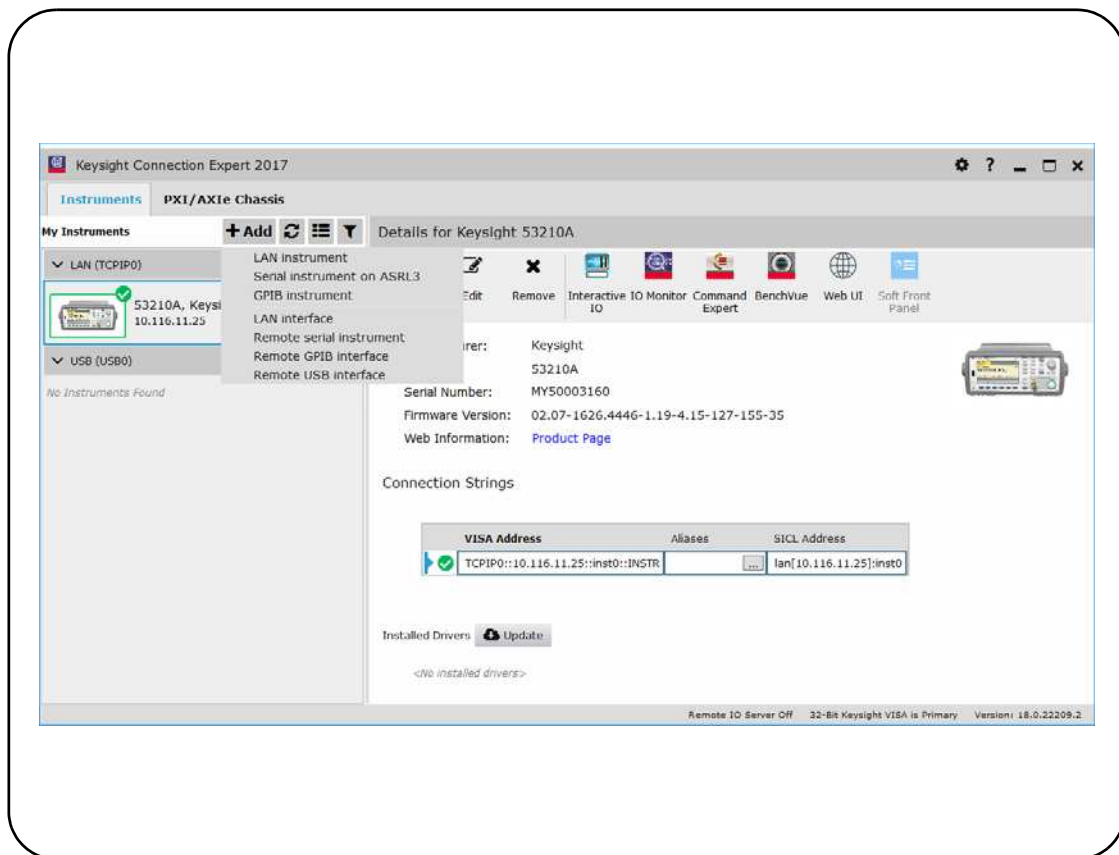 Keysight Connection Expert 2017
?
Instruments PXI/AXIe Chassis
My Instruments
+ Add
Details for Keysight 53210A
LAN (TCPIP0)
53210A, Keysi
10.116.11.25
USB (USB0)
No Instruments Found
LAN instrument
Serial instrument on ASRL3
GPIB instrument
LAN interface
Remote serial instrument
Remote GPIB interface
Remote USB interface
Edit
Remove
Interactive IO
IO Monitor
Command Expert
BenchVue
Web UI
Soft Front Panel
rer: Keysight
53210A
Serial Number: MY50003160
Firmware Version: 02.07-1626.4446-1.19-4.15-127-155-35
Web Information: Product Page
Connection Strings
VISA Address Aliases SICL Address
TCPIP0::10.116.11.25::inst0::INSTR ... lan[10.116.11.25]:inst0
Installed Drivers Update
<No installed drivers>
Remote IO Server Off 32-Bit Keysight VISA is Primary Version: 18.0.22209.2